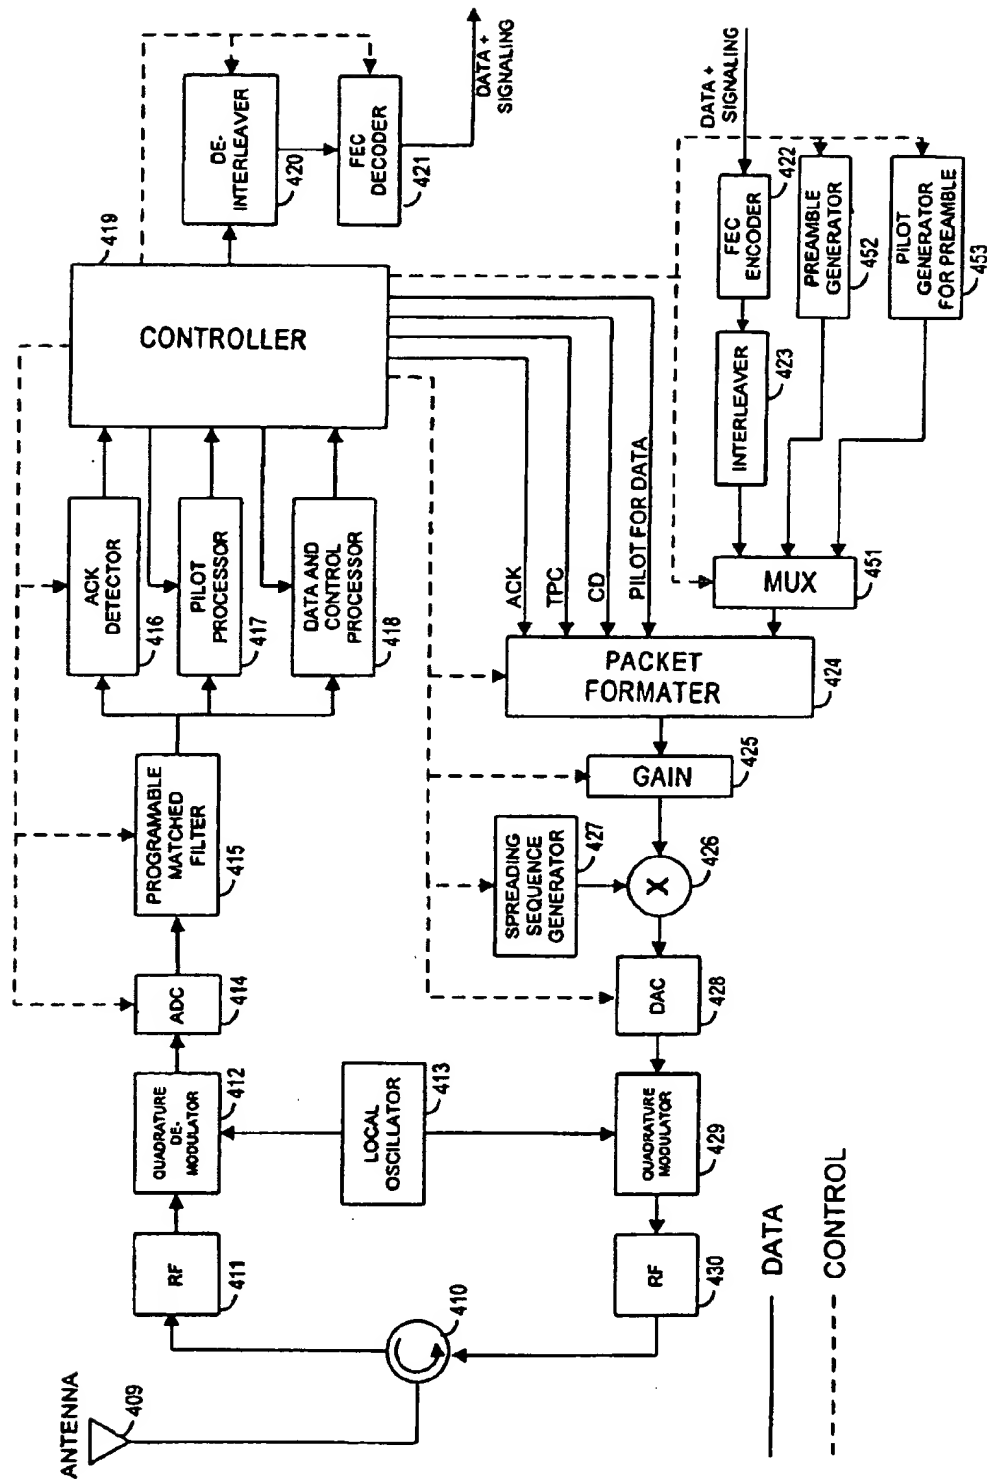 ANTENNA
409
410
RF
411
QUADRATURE
DE-
MODULATOR
412
LOCAL
OSCILLATOR
413
ADC
414
PROGRAMABLE
MATCHED
FILTER
415
ACK
DETECTOR
416
PILOT
PROCESSOR
417
DATA AND
CONTROL
PROCESSOR
418
CONTROLLER
419
DE-
INTERLEAVER
420
FEC
DECODER
421
DATA +
SIGNALING
DATA +
SIGNALING
FEC
ENCODER
422
INTERLEAVER
423
PREAMBLE
GENERATOR
452
PILOT
GENERATOR
FOR PREAMBLE
453
MUX
451
ACK
TPC
CD
PILOT FOR DATA
PACKET
FORMATER
424
GAIN
425
SPREADING
SEQUENCE
GENERATOR
427
X
426
DAC
428
QUADRATURE
MODULATOR
429
RF
430
DATA
CONTROL